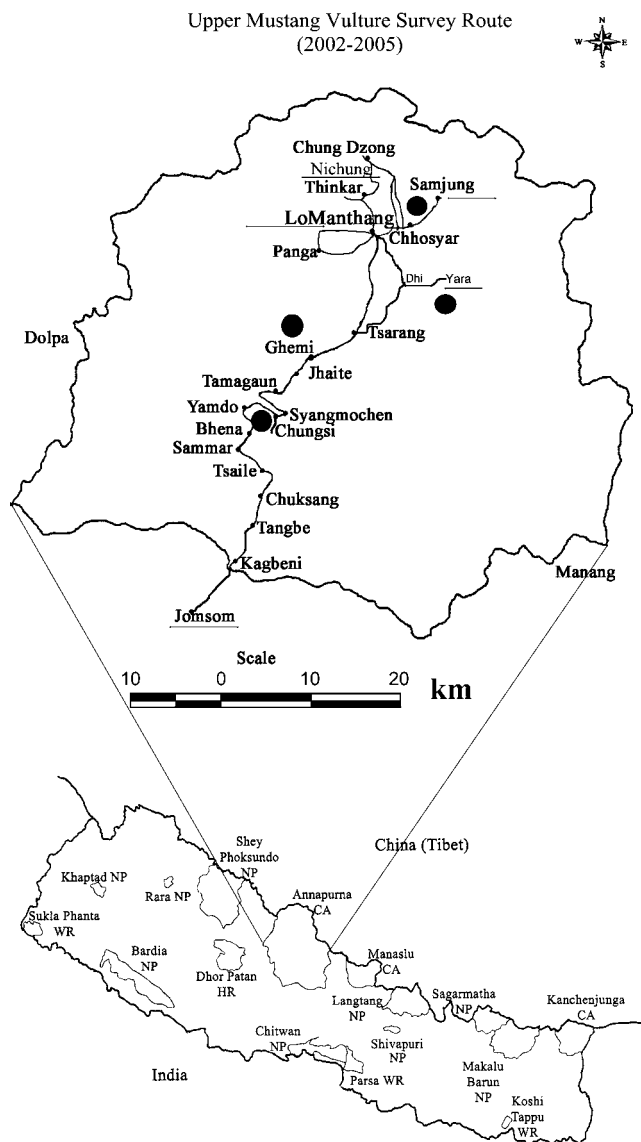 Upper Mustang Vulture Survey Route
(2002-2005)
N
W E
S
Chung Dzong
Nichung
Thinkar
Samjung
LoManthang
Chhosyar
Panga
Dhi
Yara
Dolpa
Tsarang
Ghemi
Jhaite
Tamagaun
Yamdo
Syangmochen
Bhena
Chungsi
Sammar
Tsaile
Chuksang
Tangbe
Kagbeni
Manang
Jomsom
Scale
10 0 10 20
km
China (Tibet)
Shey
Phoksundo
NP
Khaptad NP
Rara NP
Annapurna
CA
Sukla Phanta
WR
Bardia
NP
Dhor Patan
HR
Manaslu
CA
Langtang
NP
Sagarmatha
NP
Kanchenjunga
CA
Chitwan
NP
Shivapuri
NP
Parsa WR
Makalu
Barun
NP
India
Koshi
Tappu
WR